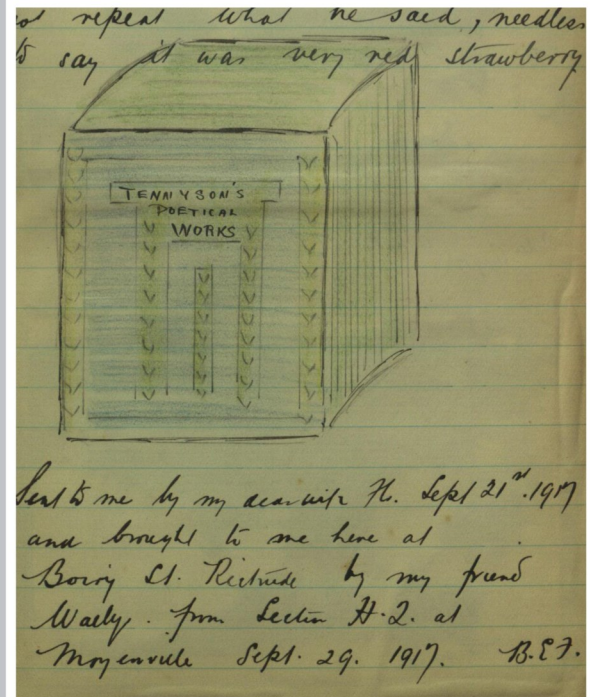 not repeat what he said, needless
to say it was very red strawberry
TENNYSON'S
POETICAL
WORKS
Sent to me by my dear wife Fl. Sept 21st. 1917
and brought to me here at
Boiry St. Rictrude by my friend
Wally. from Section H.Q. at
Moyenville Sept. 29. 1917. B.E.F.